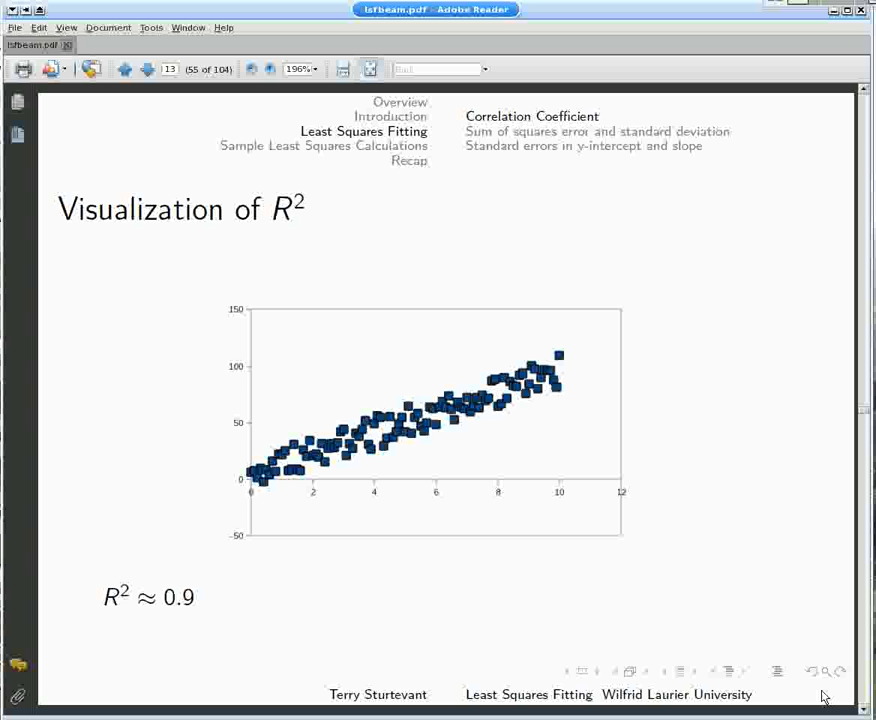 lsfbeam.pdf - Adobe Reader
File Edit View Document Tools Window Help
lsfbeam.pdf
13 (55 of 104) 196% Find
Overview
Introduction
Least Squares Fitting
Sample Least Squares Calculations
Recap
Correlation Coefficient
Sum of squares error and standard deviation
Standard errors in y-intercept and slope
Visualization of R²
150
100
50
0
-50
0 2 4 6 8 10 12
R² ≈ 0.9
Terry Sturtevant Least Squares Fitting Wilfrid Laurier University